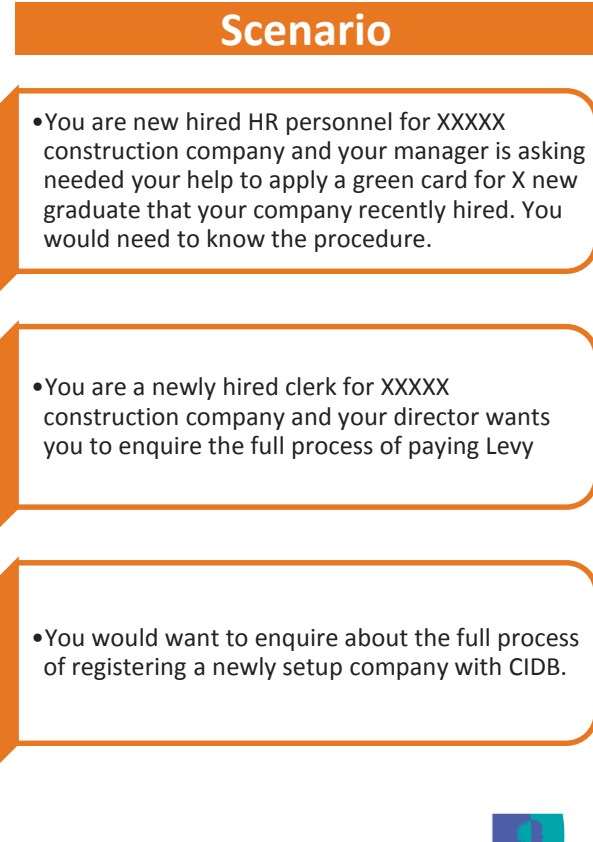 Scenario
•You are new hired HR personnel for XXXXX
construction company and your manager is asking
needed your help to apply a green card for X new
graduate that your company recently hired. You
would need to know the procedure.
•You are a newly hired clerk for XXXXX
construction company and your director wants
you to enquire the full process of paying Levy
•You would want to enquire about the full process
of registering a newly setup company with CIDB.